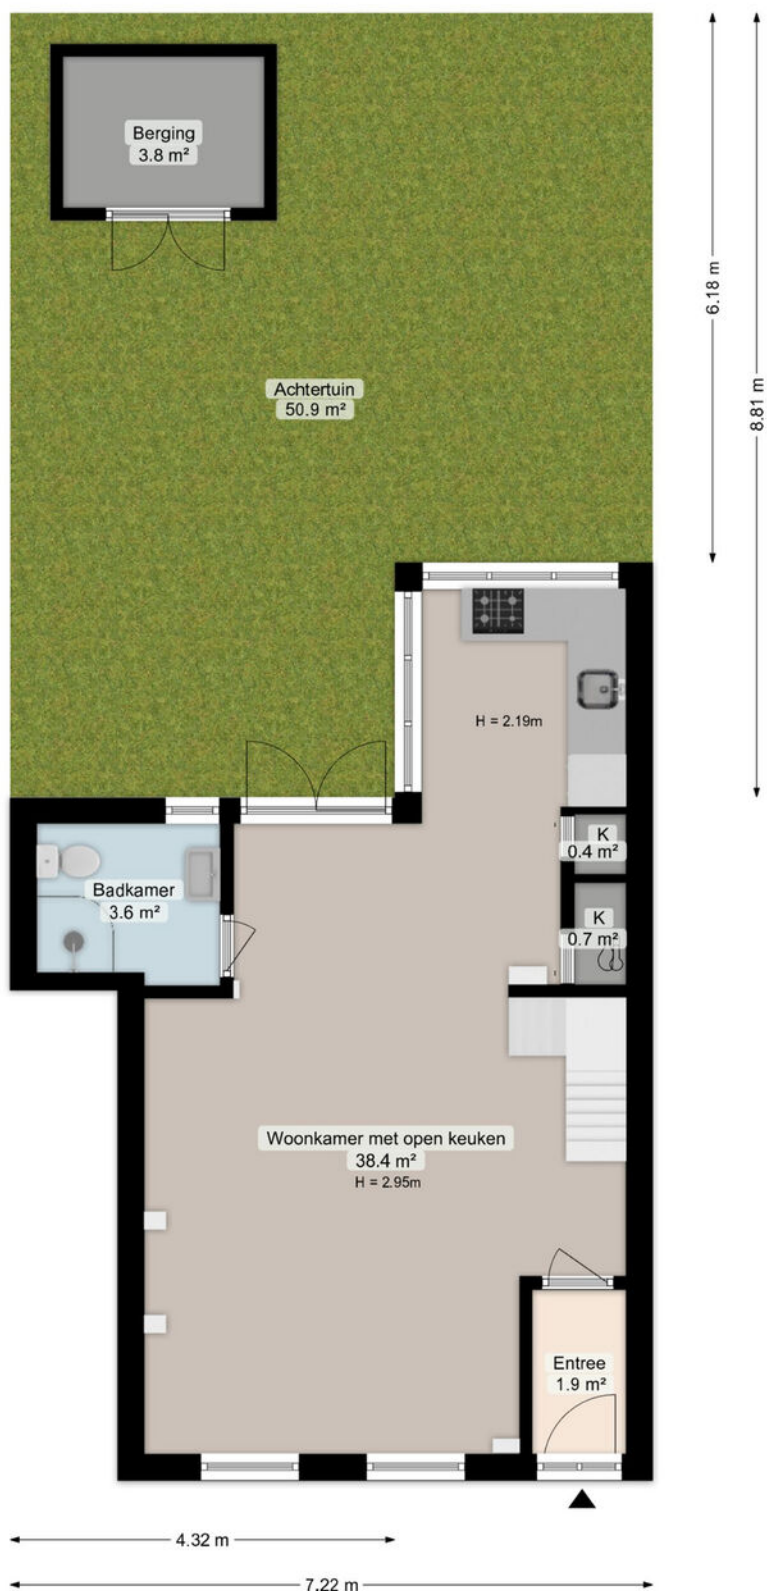 Berging
3.8 m²
6.18 m
8.81 m
Achtertuin
50.9 m²
H = 2.19m
K
0.4 m²
Badkamer
3.6 m²
K
0.7 m²
Woonkamer met open keuken
38.4 m²
H = 2.95m
Entree
1.9 m²
4.32 m
7.22 m